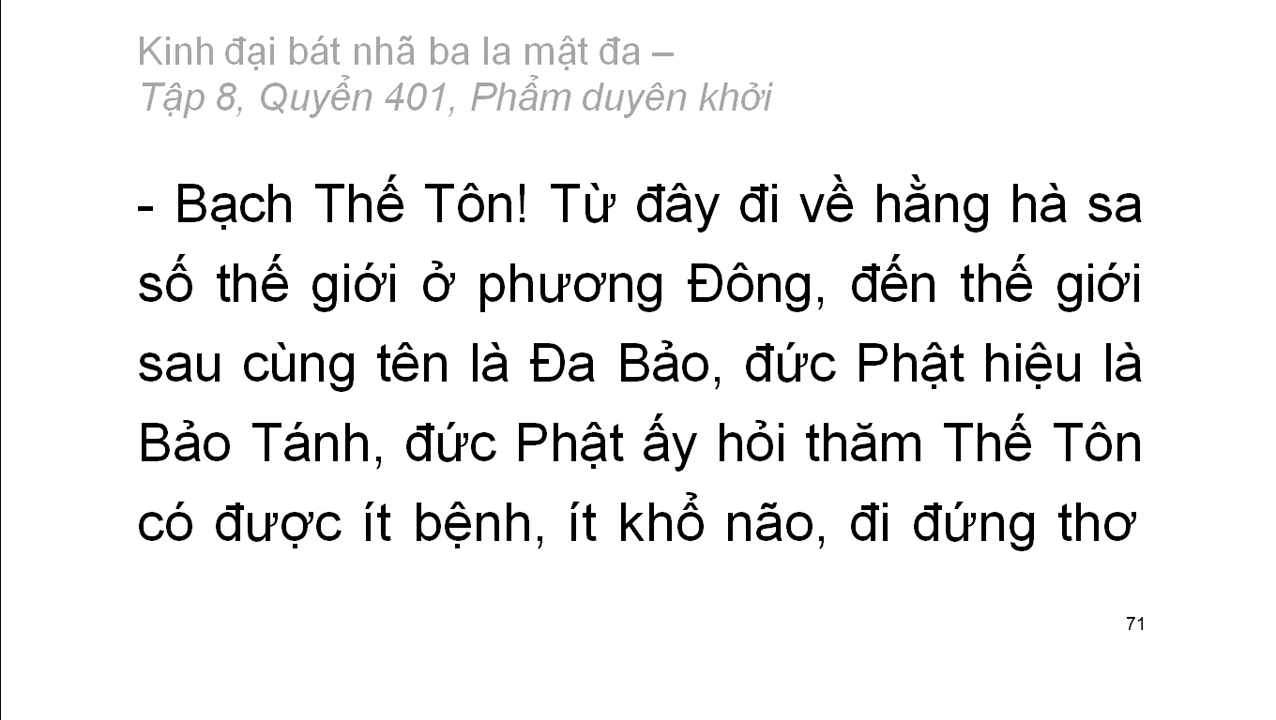 Kinh đại bát nhã ba la mật đa –
Tập 8, Quyển 401, Phẩm duyên khởi
- Bạch Thế Tôn! Từ đây đi về hằng hà sa
số thế giới ở phương Đông, đến thế giới
sau cùng tên là Đa Bảo, đức Phật hiệu là
Bảo Tánh, đức Phật ấy hỏi thăm Thế Tôn
có được ít bệnh, ít khổ não, đi đứng thơ
71